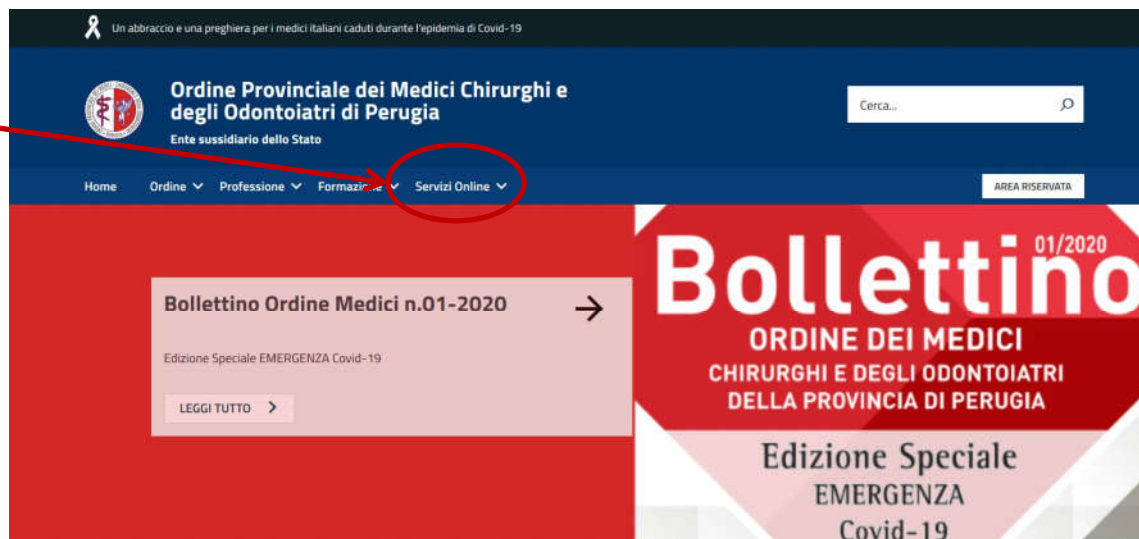 Un abbraccio e una preghiera per i medici italiani caduti durante l'epidemia di Covid-19
Ordine Provinciale dei Medici Chirurghi e
degli Odontoiatri di Perugia
Ente sussidiario dello Stato
Cerca...
Home Ordine Professione Formazione Servizi Online
AREA RISERVATA
Bollettino Ordine Medici n.01-2020
Edizione Speciale EMERGENZA Covid-19
LEGGI TUTTO
01/2020
Bollettino
ORDINE DEI MEDICI
CHIRURGHI E DEGLI ODONTOIATRI
DELLA PROVINCIA DI PERUGIA
Edizione Speciale
EMERGENZA
Covid-19